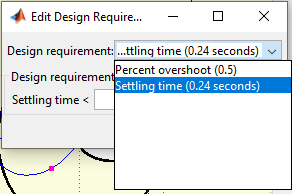 Edit Design Require...
Design requirement: ...ttling time (0.24 seconds)
Percent overshoot (0.5)
Design requirement
Settling time (0.24 seconds)
Settling time <